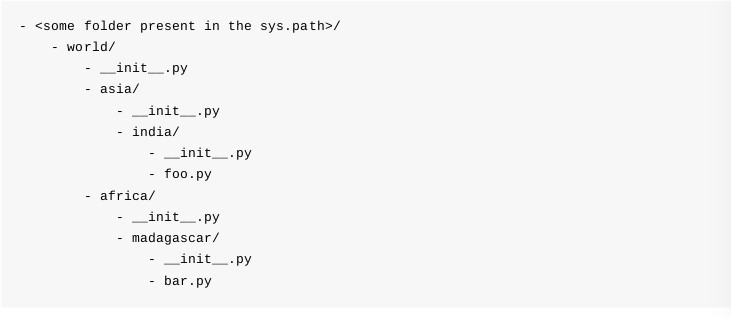 - <some folder present in the sys.path>/
- world/
- __init__.py
- asia/
- __init__.py
- india/
- __init__.py
- foo.py
- africa/
- __init__.py
- madagascar/
- __init__.py
- bar.py